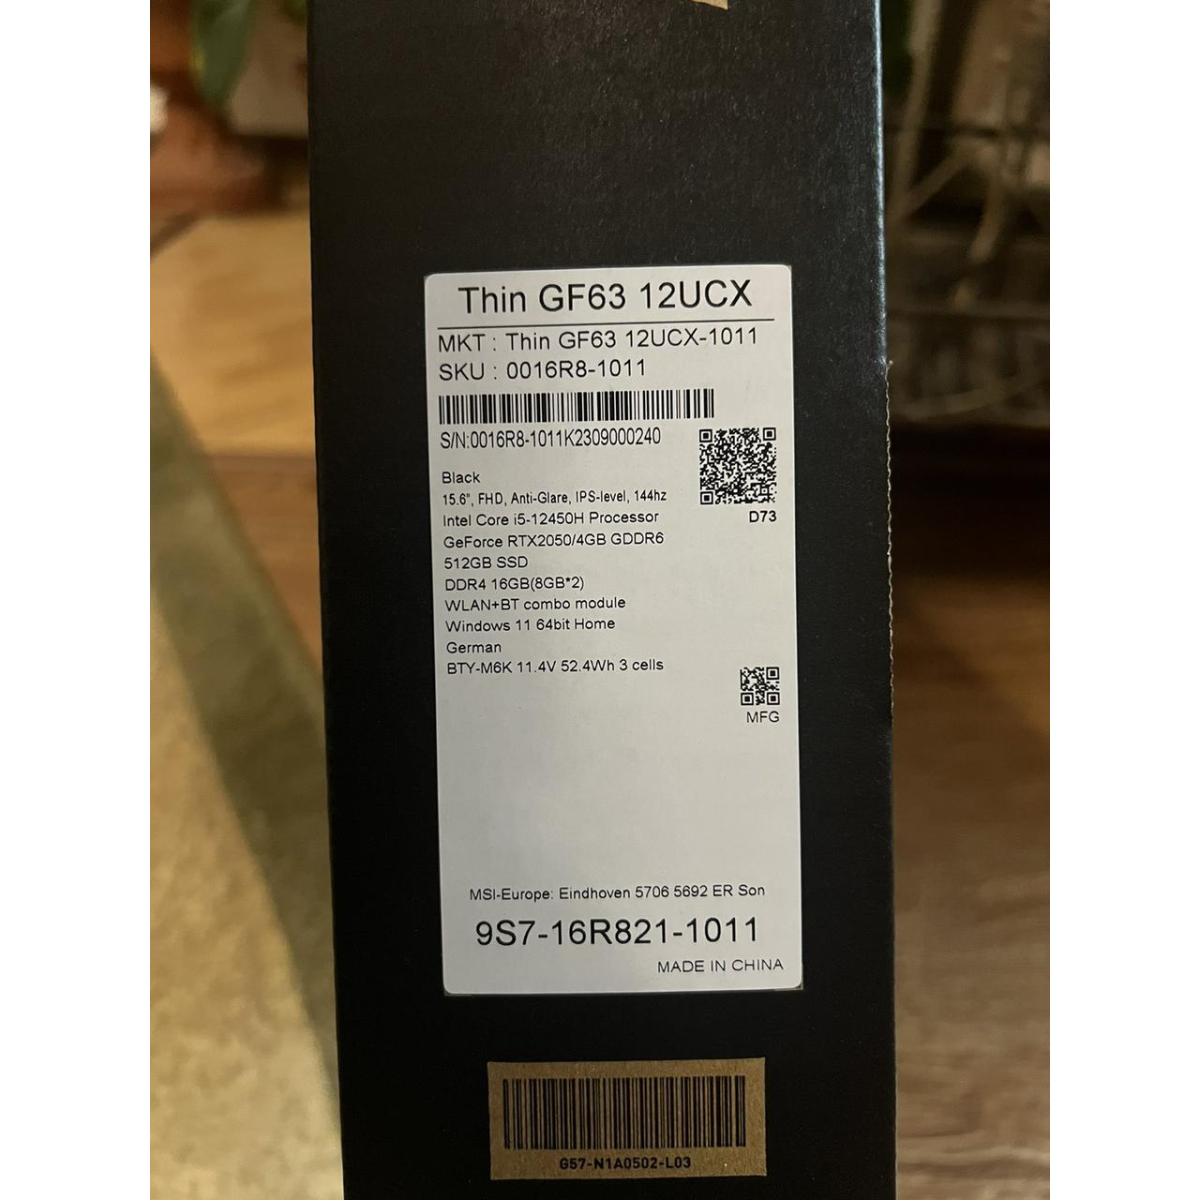 Thin GF63 12UCX
MKT : Thin GF63 12UCX-1011
SKU : 0016R8-1011
S/N:0016R8-1011K2309000240
Black
15.6", FHD, Anti-Glare, IPS-level, 144hz
D73
Intel Core i5-12450H Processor
GeForce RTX2050/4GB GDDR6
512GB SSD
DDR4 16GB(8GB*2)
WLAN+BT combo module
Windows 11 64bit Home
German
BTY-M6K 11.4V 52.4Wh 3 cells
MFG
MSI-Europe: Eindhoven 5706 5692 ER Son
9S7-16R821-1011
MADE IN CHINA
G57-N1A0502-L03